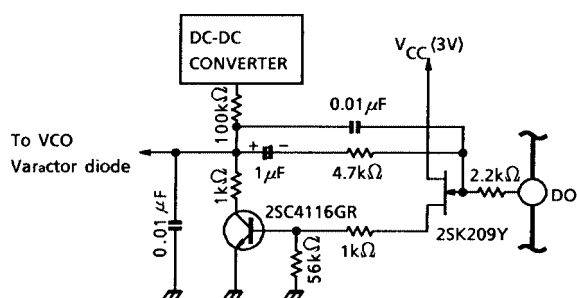 DC-DC
CONVERTER
VCC (3V)
100kΩ
0.01μF
To VCO
Varactor diode
+ −
1μF
4.7kΩ
2.2kΩ
DO
1kΩ
0.01μF
2SC4116GR
56kΩ
1kΩ
2SK209Y